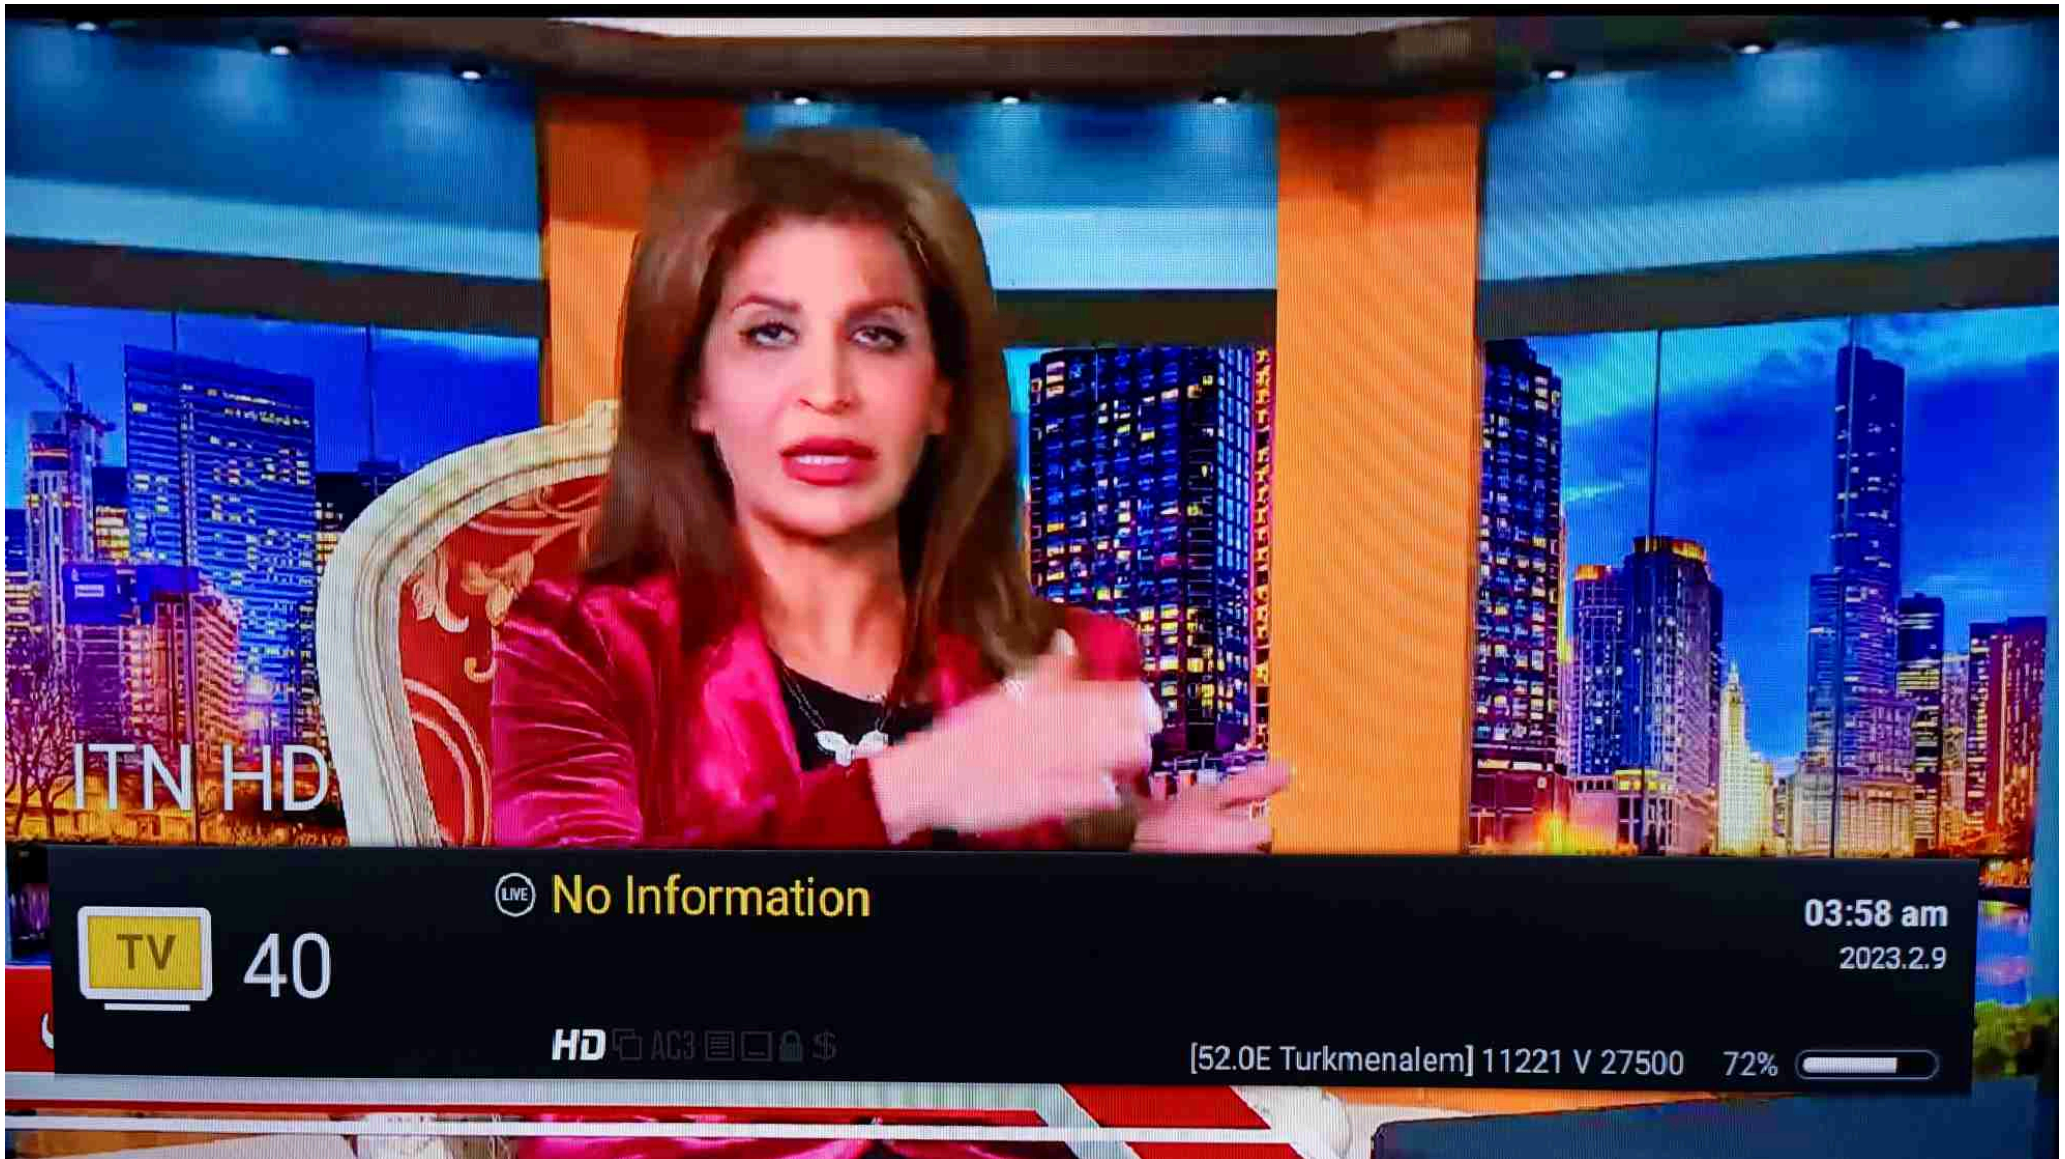 ITN HD
LIVE No Information
03:58 am
TV 40
2023.2.9
HD AC3 $
[52.0E Turkmenalem] 11221 V 27500 72%